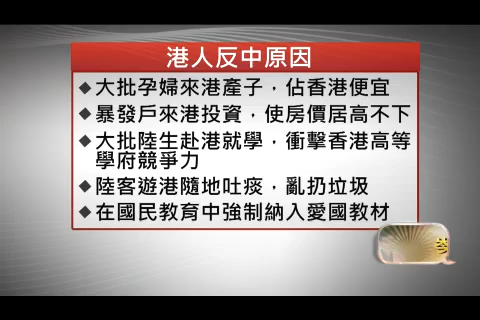 港人反中原因
◆大批孕婦來港產子，佔香港便宜
◆暴發戶來港投資，使房價居高不下
◆大批陸生赴港就學，衝擊香港高等
學府競爭力
◆陸客遊港隨地吐痰，亂扔垃圾
◆在國民教育中強制納入愛國教材